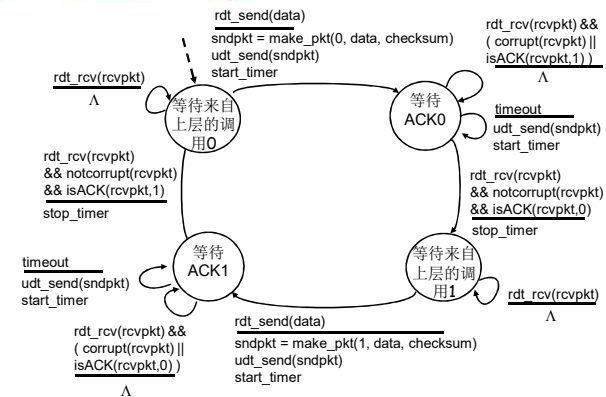 rdt_send(data)
sndpkt = make_pkt(0, data, checksum)
udt_send(sndpkt)
start_timer
rdt_rcv(rcvpkt) &&
( corrupt(rcvpkt) ||
isACK(rcvpkt,1) )
Λ
rdt_rcv(rcvpkt)
Λ
等待来自
上层的调
用0
等待
ACK0
timeout
udt_send(sndpkt)
start_timer
rdt_rcv(rcvpkt)
&& notcorrupt(rcvpkt)
&& isACK(rcvpkt,1)
stop_timer
rdt_rcv(rcvpkt)
&& notcorrupt(rcvpkt)
&& isACK(rcvpkt,0)
stop_timer
timeout
udt_send(sndpkt)
start_timer
等待
ACK1
等待来自
上层的调
用1
rdt_rcv(rcvpkt)
Λ
rdt_rcv(rcvpkt) &&
( corrupt(rcvpkt) ||
isACK(rcvpkt,0) )
Λ
rdt_send(data)
sndpkt = make_pkt(1, data, checksum)
udt_send(sndpkt)
start_timer